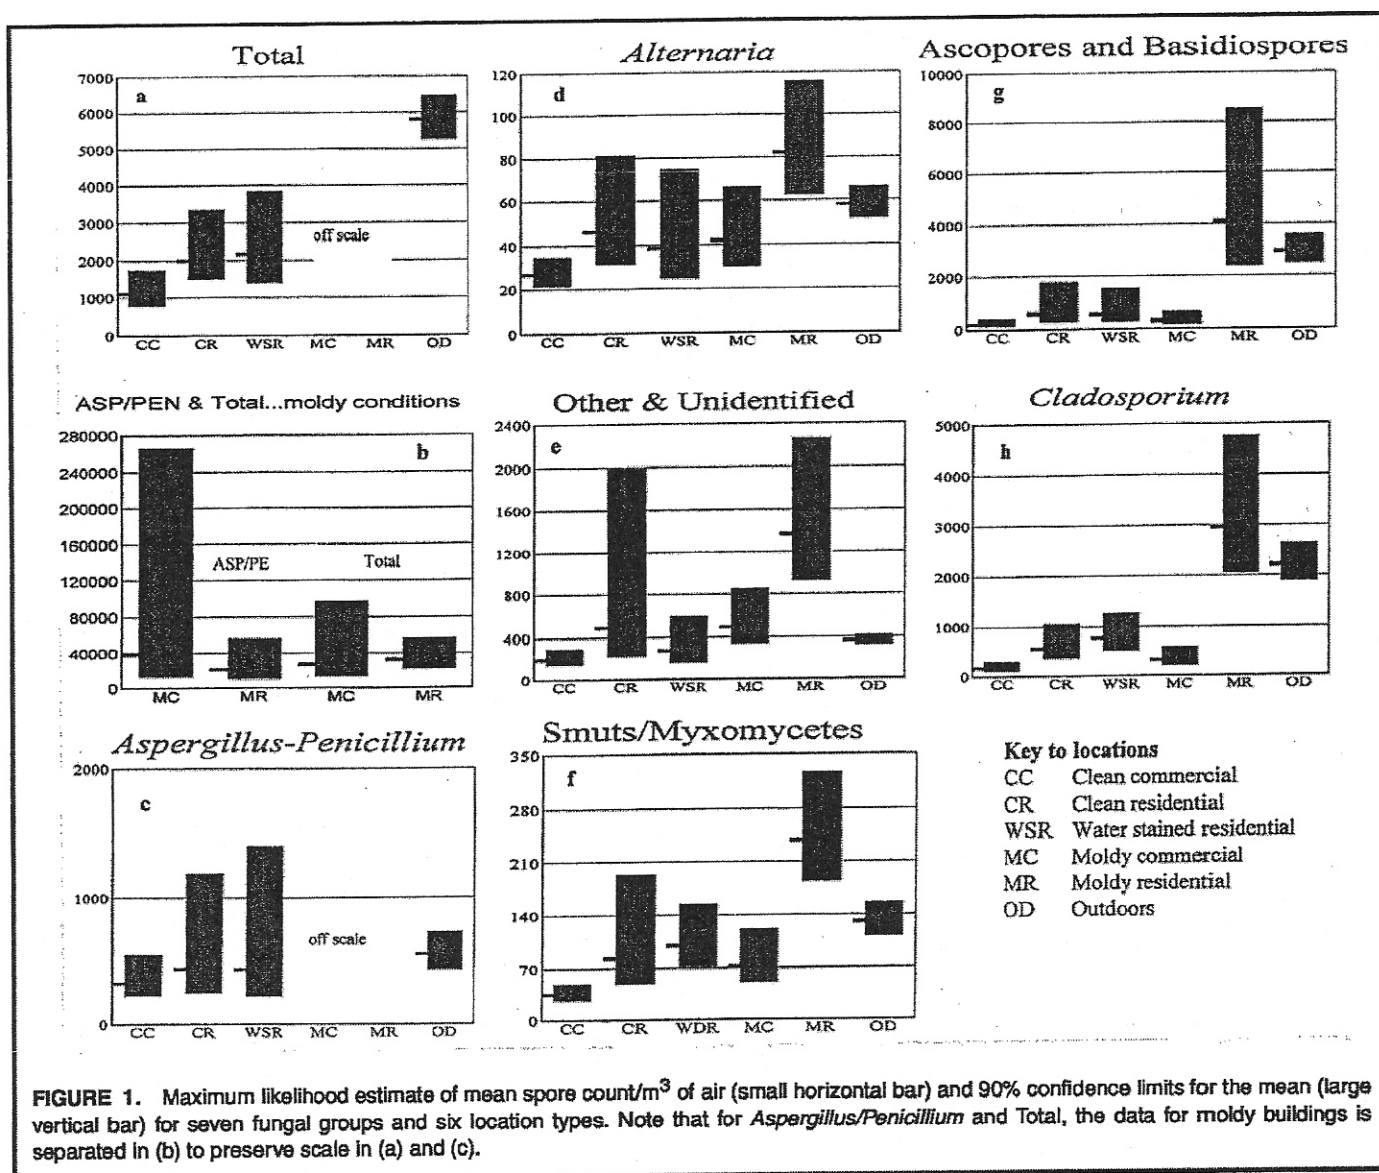 Total
7000
6000
5000
4000
3000
2000
1000
0
a
off scale
CC CR WSR MC MR OD
Alternaria
120
100
80
60
40
20
0
d
CC CR WSR MC MR OD
Ascopores and Basidiospores
10000
8000
6000
4000
2000
0
g
CC CR WSR MC MR OD
ASP/PEN & Total...moldy conditions
280000
240000
200000
160000
120000
80000
40000
0
b
ASP/PE Total
MC MR MC MR
Other & Unidentified
2400
2000
1600
1200
800
400
0
e
CC CR WSR MC MR OD
Cladosporium
5000
4000
3000
2000
1000
0
h
CC CR WSR MC MR OD
Aspergillus-Penicillium
2000
1000
0
c
off scale
CC CR WSR MC MR OD
Smuts/Myxomycetes
350
280
210
140
70
0
f
CC CR WDR MC MR OD
Key to locations
CC Clean commercial
CR Clean residential
WSR Water stained residential
MC Moldy commercial
MR Moldy residential
OD Outdoors
FIGURE 1. Maximum likelihood estimate of mean spore count/m³ of air (small horizontal bar) and 90% confidence limits for the mean (large
vertical bar) for seven fungal groups and six location types. Note that for Aspergillus/Penicillium and Total, the data for moldy buildings is
separated in (b) to preserve scale in (a) and (c).